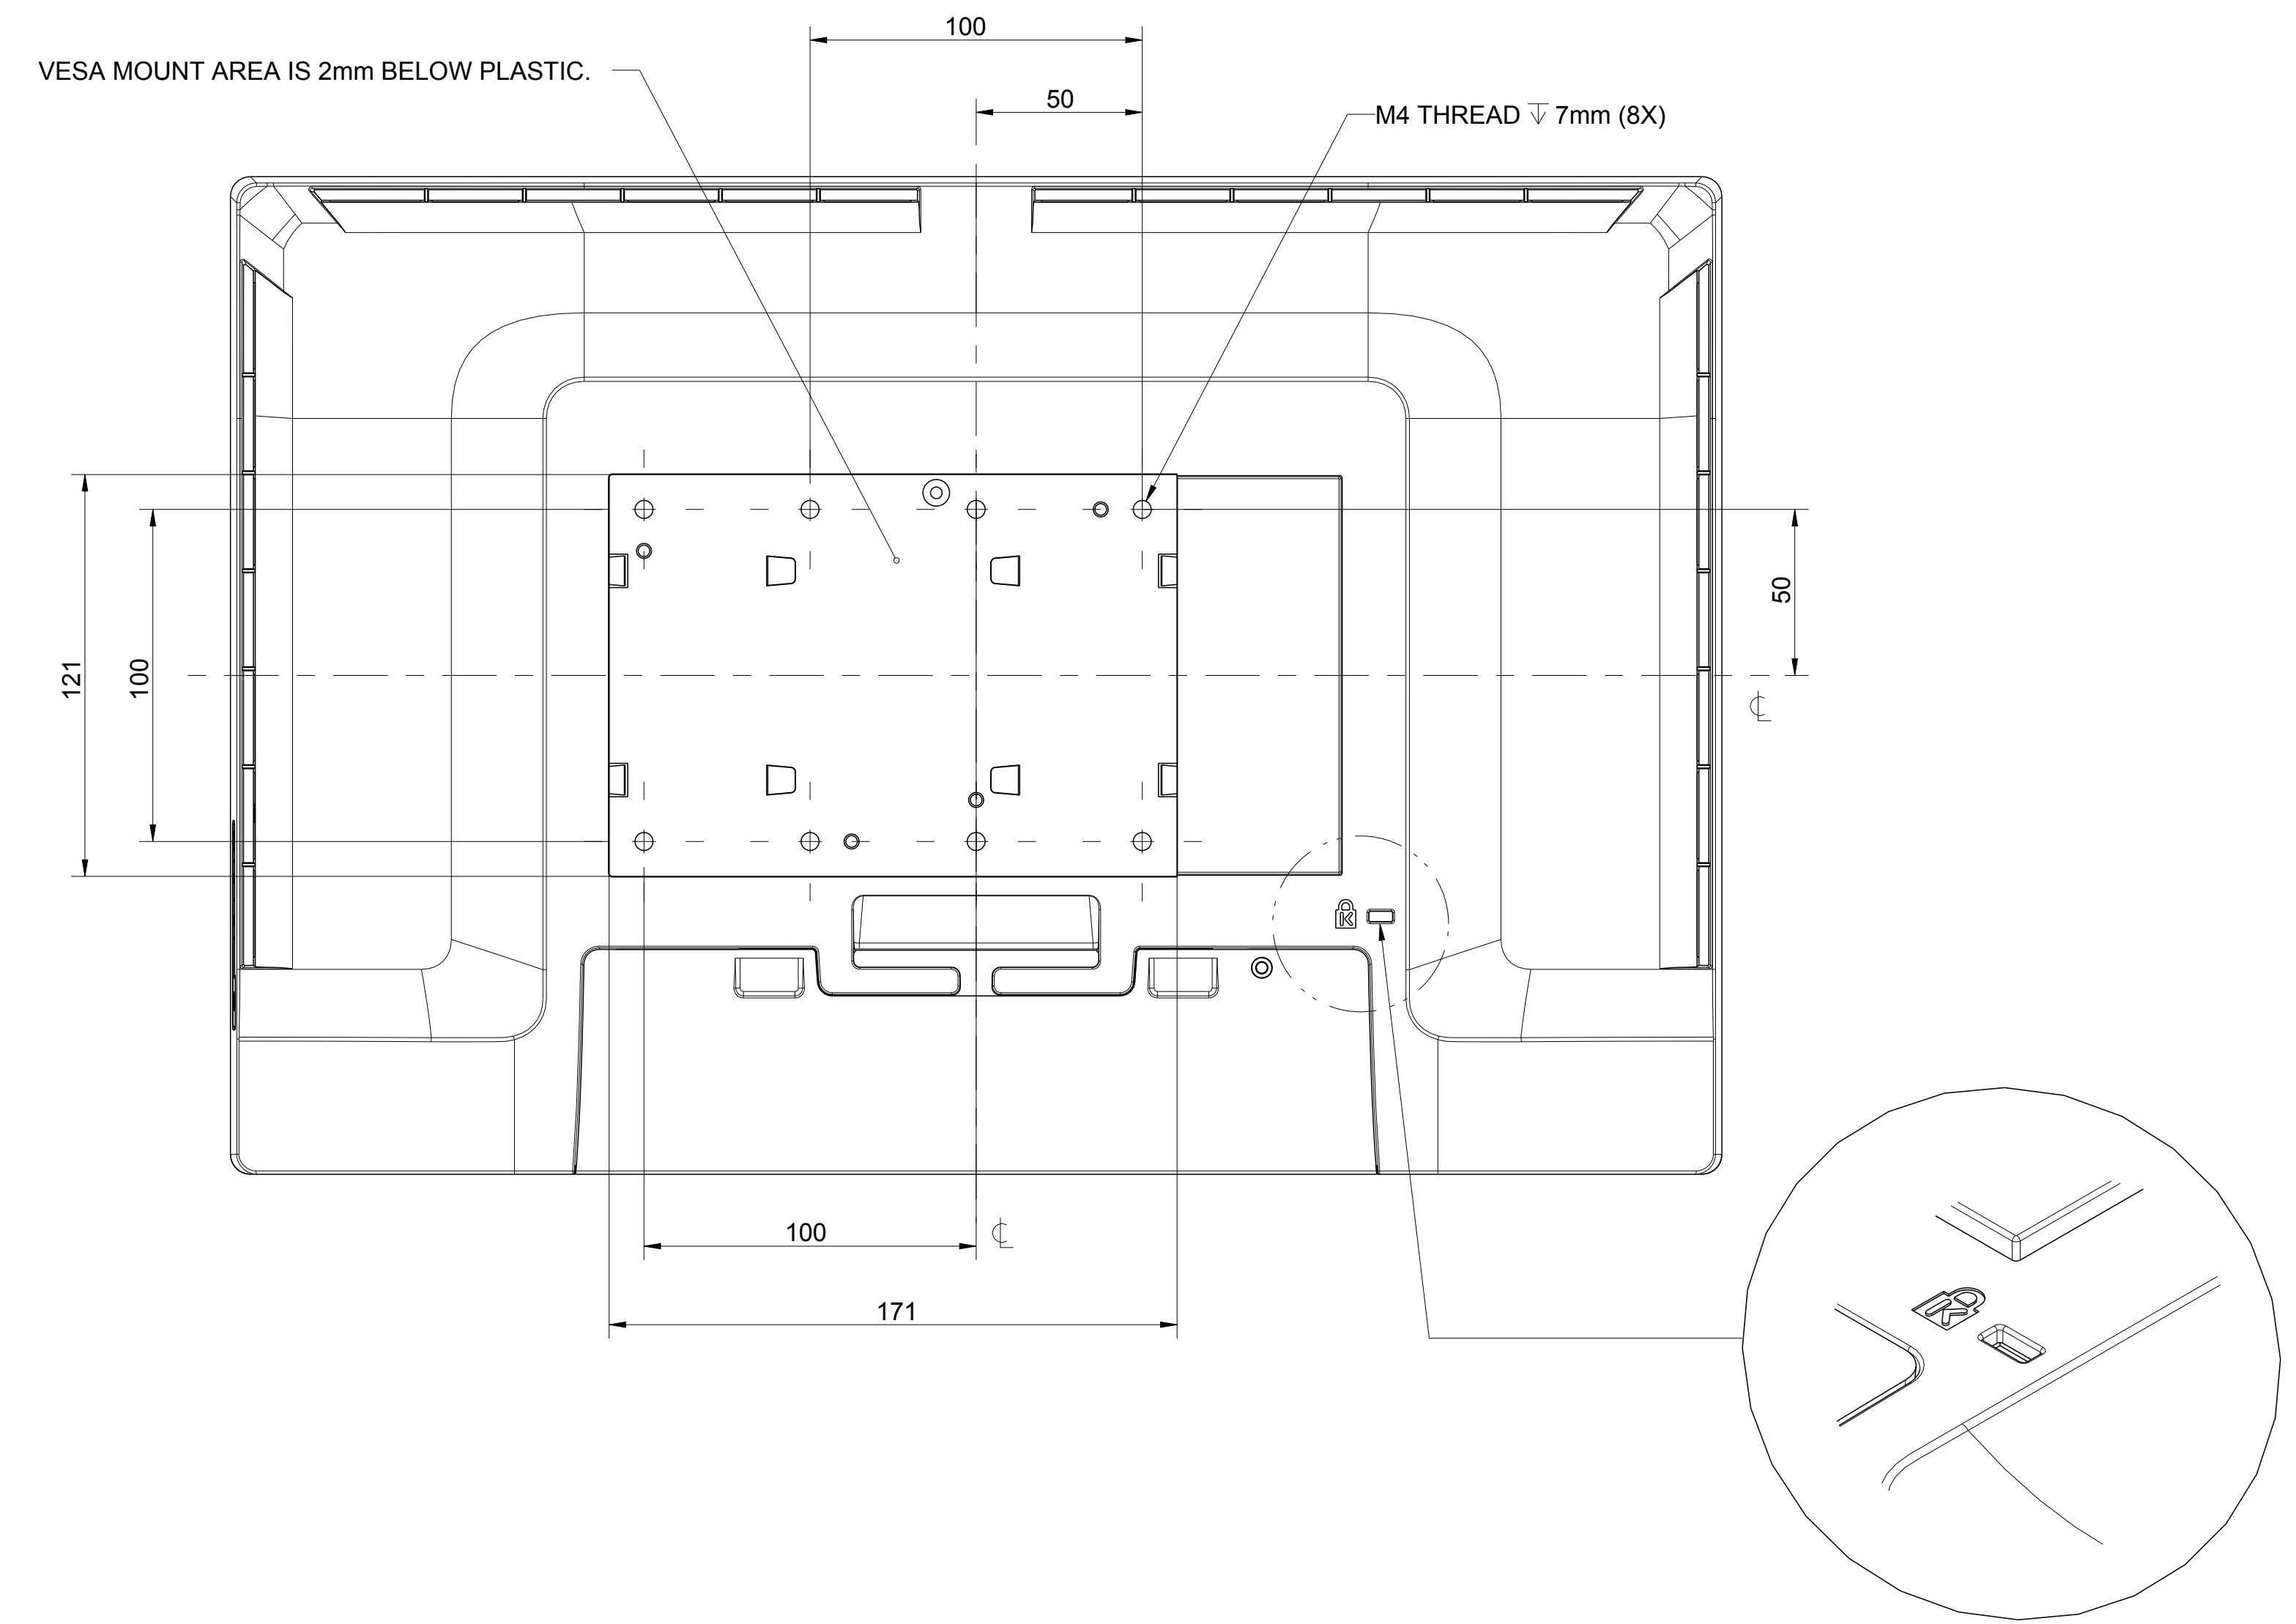 100
VESA MOUNT AREA IS 2mm BELOW PLASTIC.
50
M4 THREAD ↧ 7mm (8X)
50
121
100
℄
K
100
℄
171
K